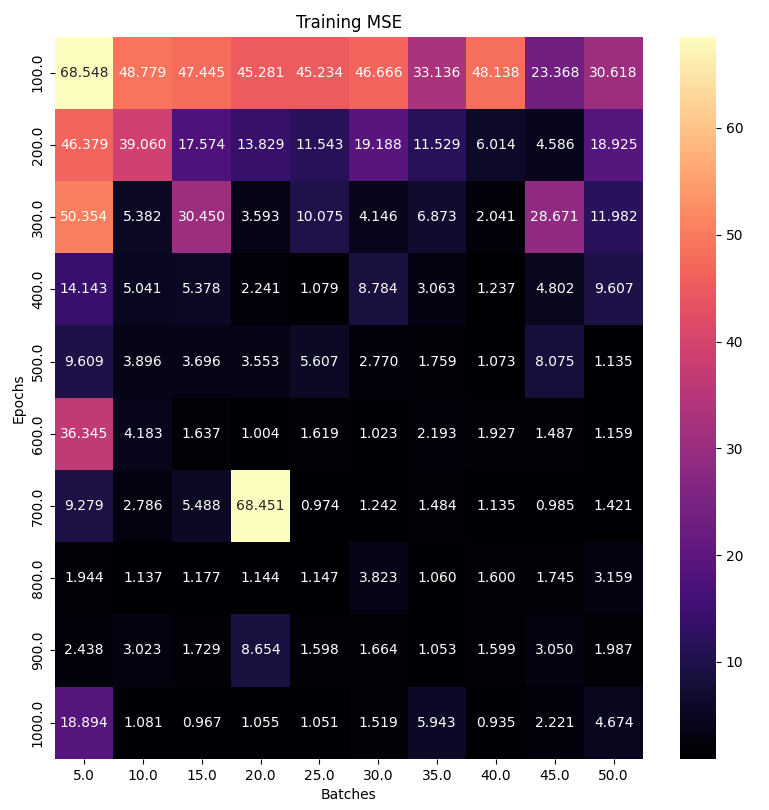 Training MSE
100.0 68.548 48.779 47.445 45.281 45.234 46.666 33.136 48.138 23.368 30.618
200.0 46.379 39.060 17.574 13.829 11.543 19.188 11.529 6.014 4.586 18.925
300.0 50.354 5.382 30.450 3.593 10.075 4.146 6.873 2.041 28.671 11.982
400.0 14.143 5.041 5.378 2.241 1.079 8.784 3.063 1.237 4.802 9.607
500.0 9.609 3.896 3.696 3.553 5.607 2.770 1.759 1.073 8.075 1.135
600.0 36.345 4.183 1.637 1.004 1.619 1.023 2.193 1.927 1.487 1.159
700.0 9.279 2.786 5.488 68.451 0.974 1.242 1.484 1.135 0.985 1.421
800.0 1.944 1.137 1.177 1.144 1.147 3.823 1.060 1.600 1.745 3.159
900.0 2.438 3.023 1.729 8.654 1.598 1.664 1.053 1.599 3.050 1.987
1000.0 18.894 1.081 0.967 1.055 1.051 1.519 5.943 0.935 2.221 4.674
5.0 10.0 15.0 20.0 25.0 30.0 35.0 40.0 45.0 50.0
Batches
Epochs
60
50
40
30
20
10